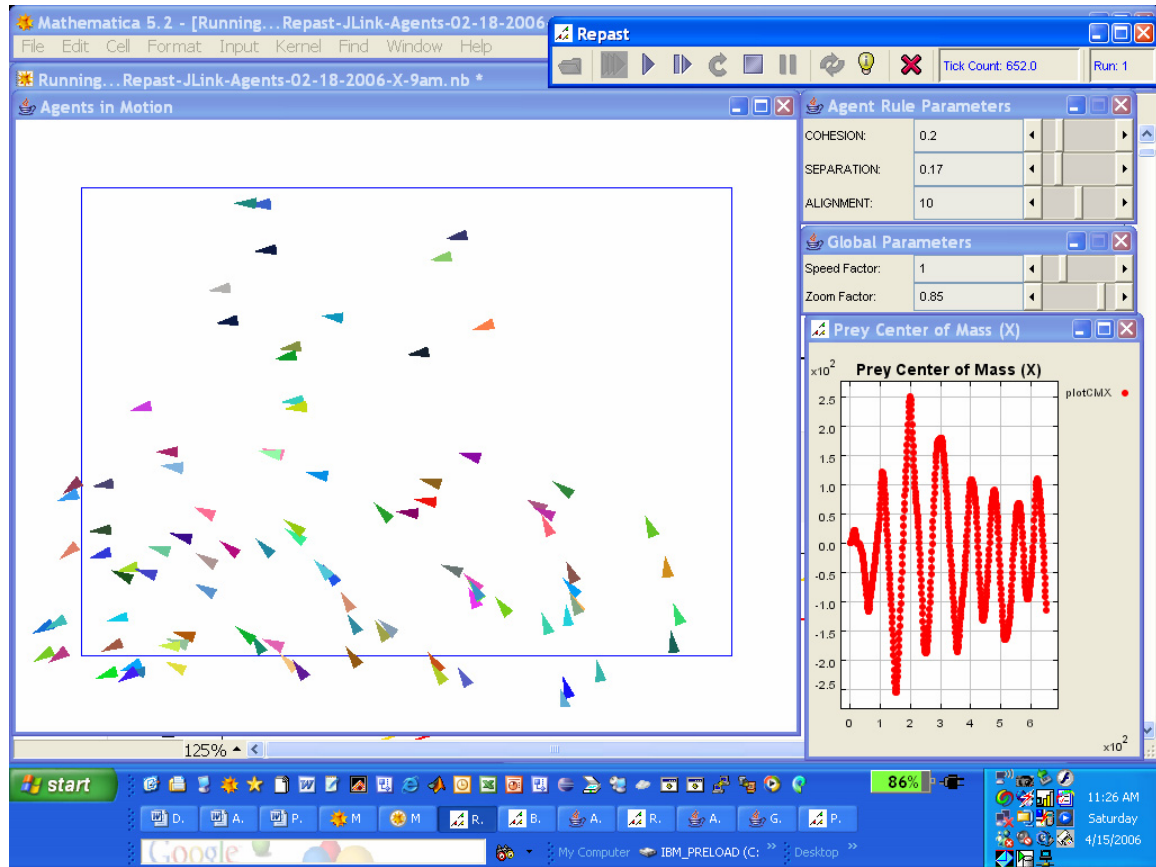 Mathematica 5.2 - [Running...Repast-JLink-Agents-02-18-2006
File Edit Cell Format Input Kernel Find Window Help
Repast
Tick Count: 652.0
Run: 1
Running...Repast-JLink-Agents-02-18-2006-X-9am.nb *
Agents in Motion
Agent Rule Parameters
COHESION: 0.2
SEPARATION: 0.17
ALIGNMENT: 10
Global Parameters
Speed Factor: 1
Zoom Factor: 0.85
Prey Center of Mass (X)
x10^2 Prey Center of Mass (X)
plotCMX
2.5
2.0
1.5
1.0
0.5
0.0
-0.5
-1.0
-1.5
-2.0
-2.5
0 1 2 3 4 5 6
x10^2
125%
start
86%
D. A. P. M M R. B. A. R. A. G. P.
Google
My Computer IBM_PRELOAD (C: » Desktop »
11:26 AM
Saturday
4/15/2006